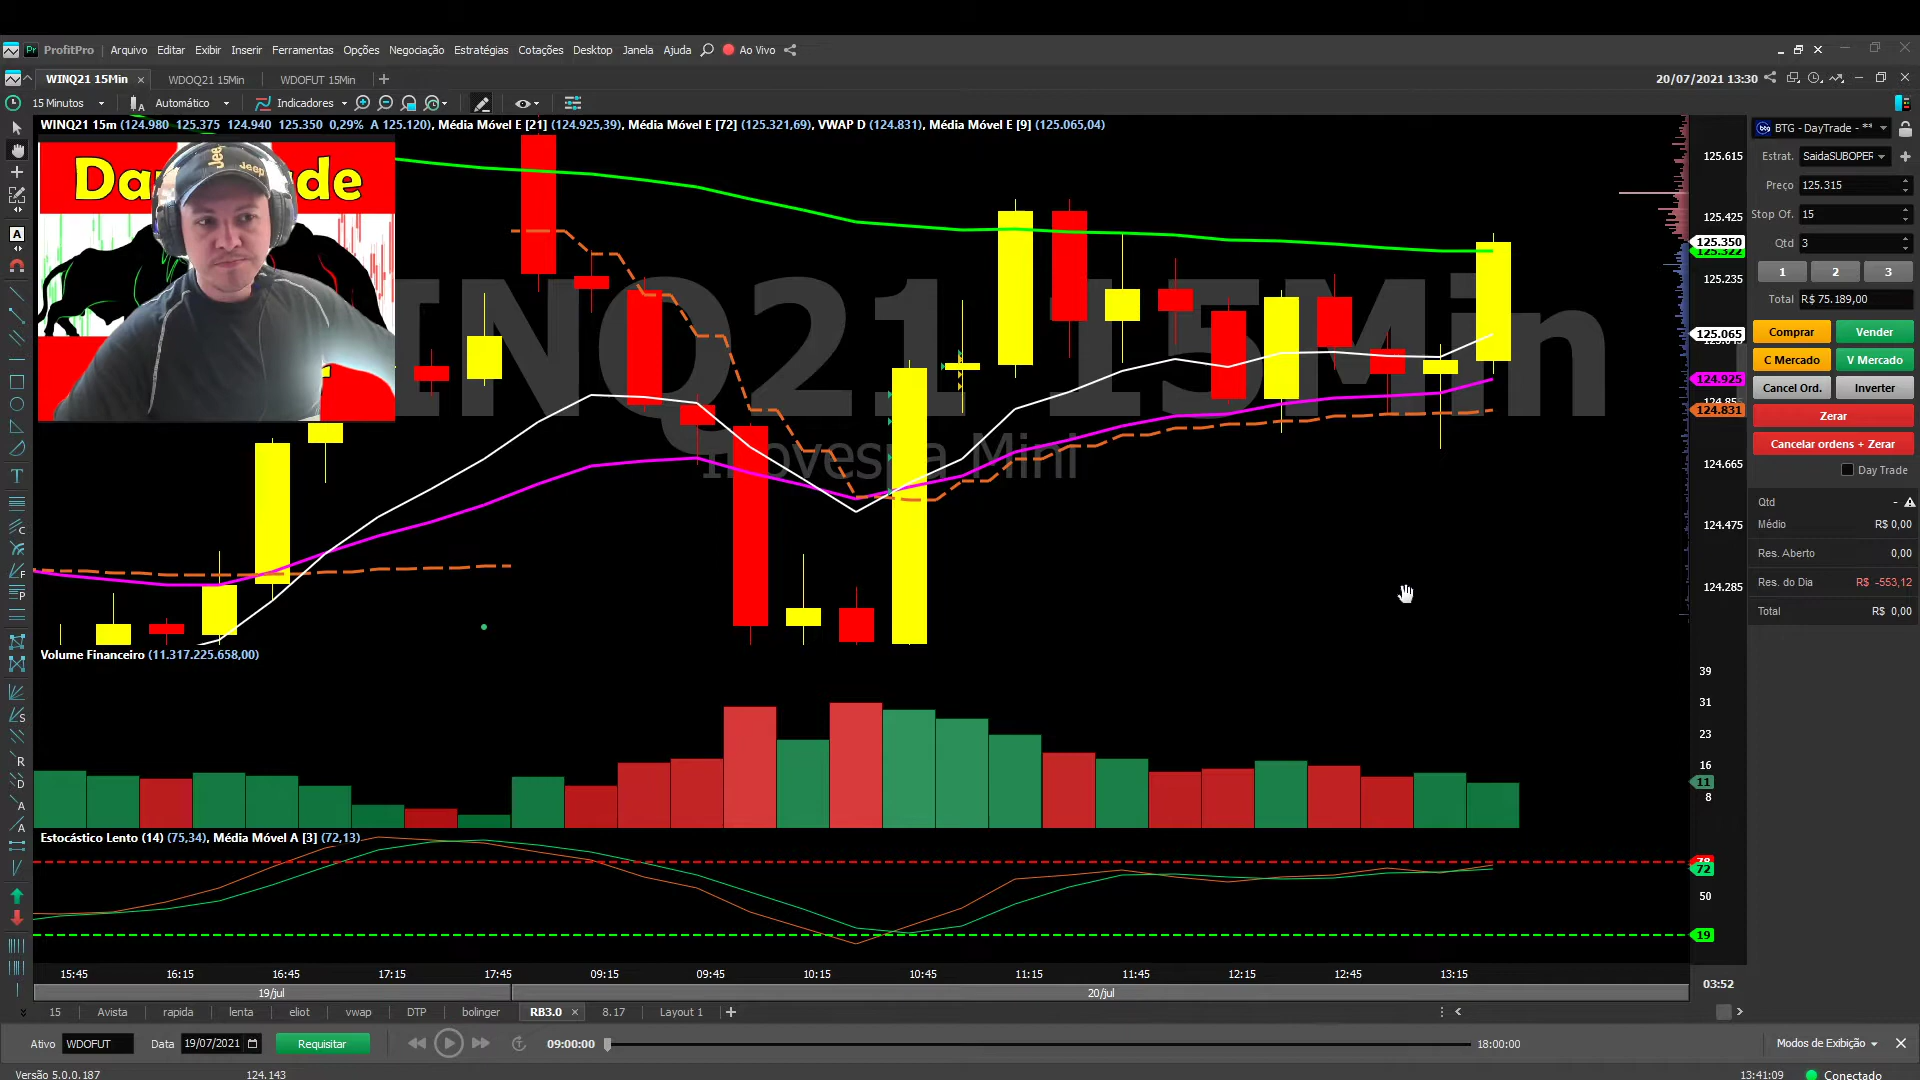 ProfitPro Arquivo Editar Exibir Inserir Ferramentas Opções Negociação Estratégias Cotações Desktop Janela Ajuda Ao Vivo
WINQ21 15Min WDOQ21 15Min WDOFUT 15Min
20/07/2021 13:30
15 Minutos Automático Indicadores
WINQ21 15m (124.980 125.375 124.940 125.350 0,29% A 125.120), Média Móvel E [21] (124.925,39), Média Móvel E [72] (125.321,69), VWAP D (124.831), Média Móvel E [9] (125.065,04)
Jeep
Jeep
125.615
125.425
125.350
125.322
125.235
125.065
124.925
124.831
124.665
124.475
124.285
BTG - DayTrade - **
Estrat. SaidaSUBOPER
Preço 125.315
Stop Of. 15
Qtd 3
1 2 3
Total R$ 75.189,00
Comprar Vender
C Mercado V Mercado
Cancel Ord. Inverter
Zerar
Cancelar ordens + Zerar
Day Trade
Qtd -
Médio R$ 0,00
Res. Aberto 0,00
Res. do Dia R$ -553,12
Total R$ 0,00
Volume Financeiro (11.317.225.658,00)
39
31
23
16
11
8
Estocástico Lento (14) (75,34), Média Móvel A [3] (72,13)
78
72
50
19
15:45 16:15 16:45 17:15 17:45 09:15 09:45 10:15 10:45 11:15 11:45 12:15 12:45 13:15
03:52
19/jul 20/jul
15 Avista rapida lenta eliot vwap DTP bolinger RB3.0 8.17 Layout 1
Ativo WDOFUT Data 19/07/2021 Requisitar 09:00:00 18:00:00 Modos de Exibição
Versão 5.0.0.187 124.143 13:41:09 Conectado